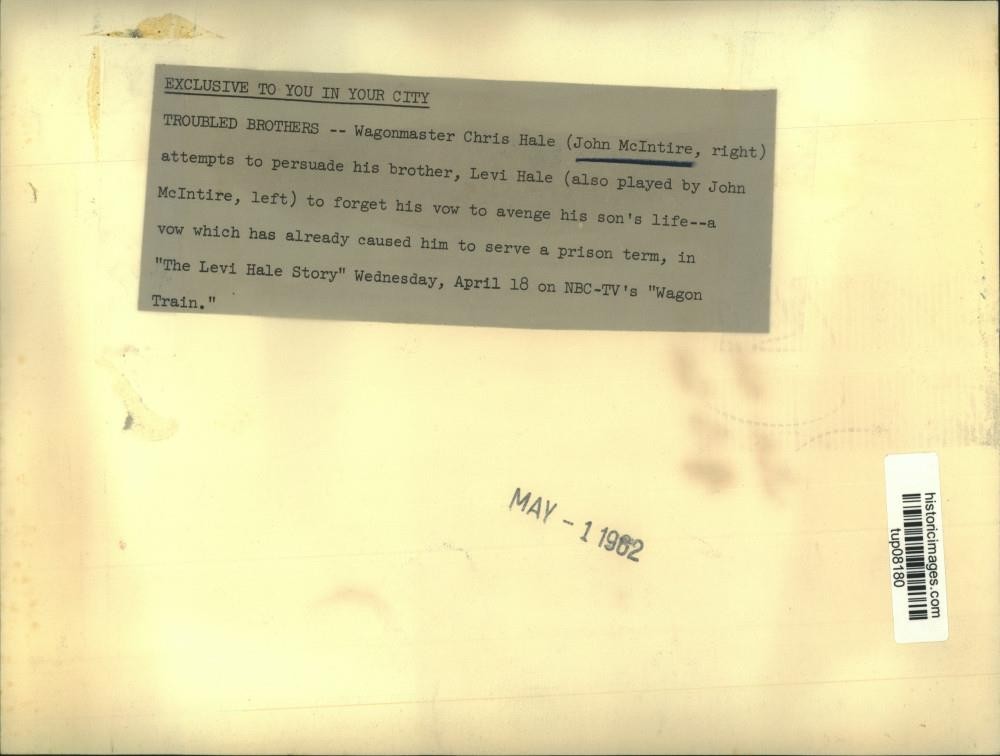 EXCLUSIVE TO YOU IN YOUR CITY
TROUBLED BROTHERS -- Wagonmaster Chris Hale (John McIntire, right)
attempts to persuade his brother, Levi Hale (also played by John
McIntire, left) to forget his vow to avenge his son's life--a
vow which has already caused him to serve a prison term, in
"The Levi Hale Story" Wednesday, April 18 on NBC-TV's "Wagon
Train."
MAY - 1 1962
historicimages.com
tup08180